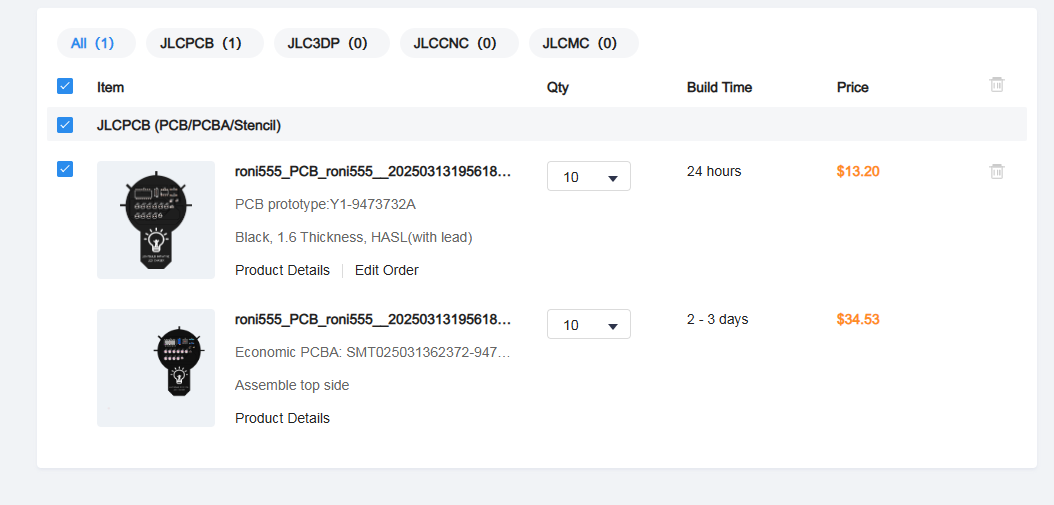 All (1) JLCPCB (1) JLC3DP (0) JLCCNC (0) JLCMC (0)
Item Qty Build Time Price
JLCPCB (PCB/PCBA/Stencil)
roni555_PCB_roni555__20250313195618... 10 24 hours $13.20
PCB prototype:Y1-9473732A
Black, 1.6 Thickness, HASL(with lead)
Product Details Edit Order
roni555_PCB_roni555__20250313195618... 10 2 - 3 days $34.53
Economic PCBA: SMT025031362372-947...
Assemble top side
Product Details